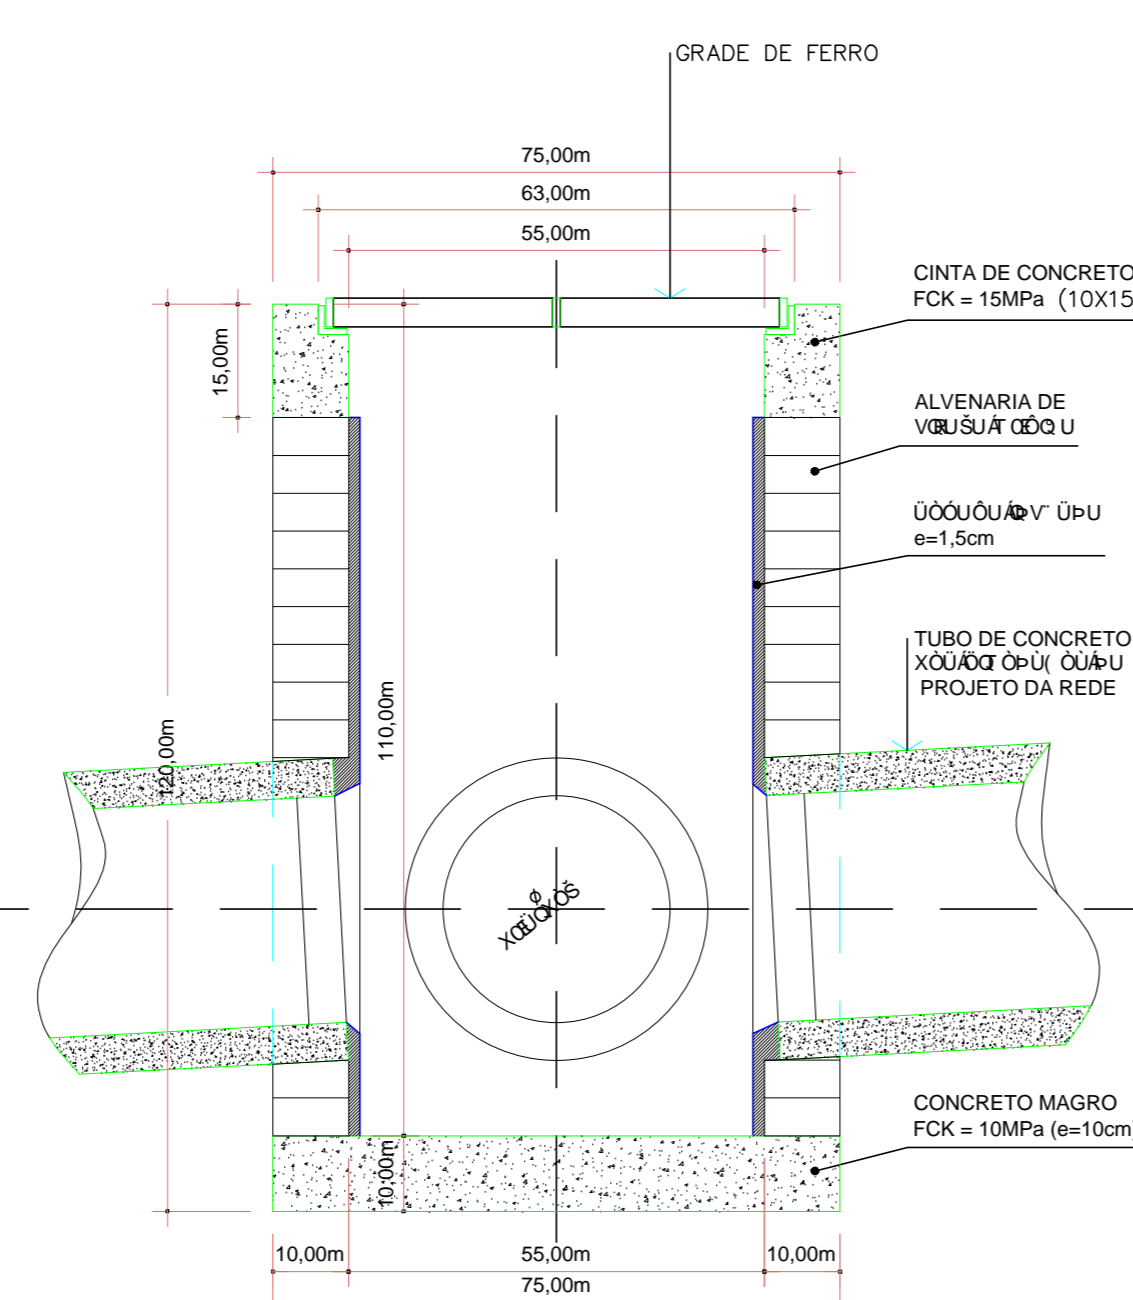 GRADE DE FERRO
75,00m
63,00m
55,00m
CINTA DE CONCRETO
FCK = 15MPa (10X15
15,00m
ALVENARIA DE
e=1,5cm
TUBO DE CONCRETO
PROJETO DA REDE
110,00m
120,00m
CONCRETO MAGRO
FCK = 10MPa (e=10cm)
10,00m
10,00m
55,00m
10,00m
75,00m